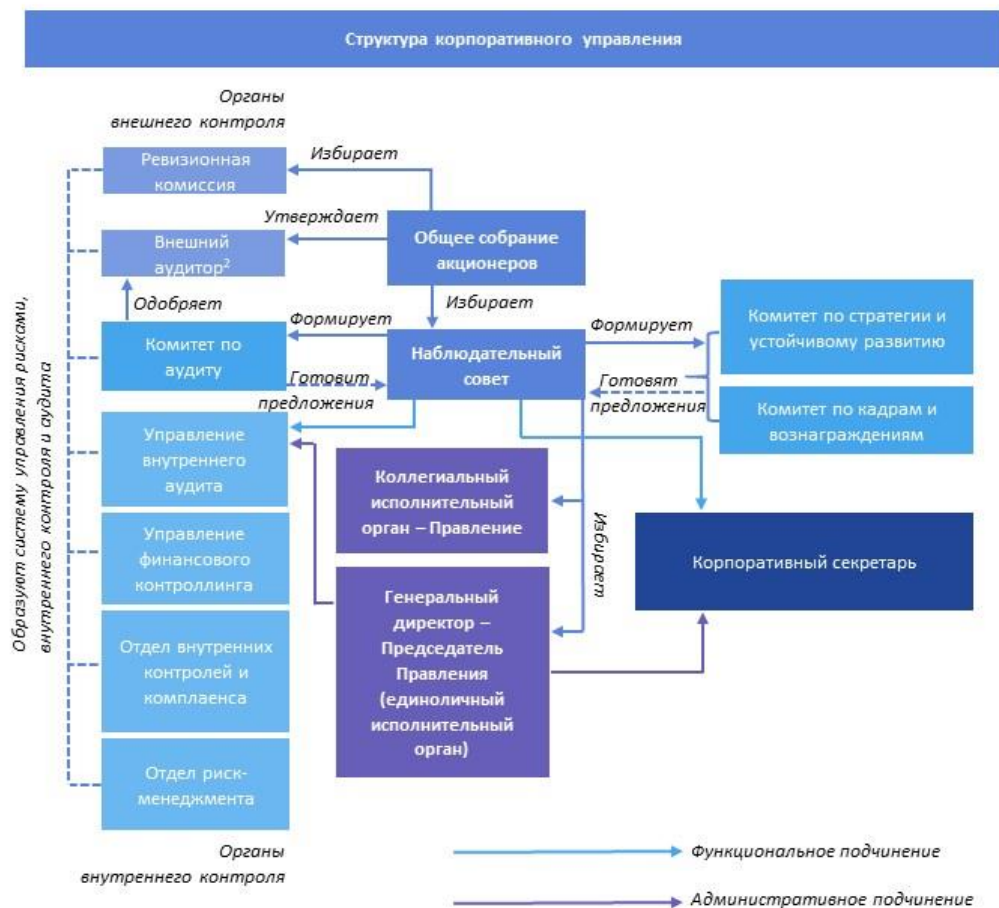 Структура корпоративного управления
Органы
внешнего контроля
Ревизионная
комиссия
Избирает
Утверждает
Внешний
аудитор²
Общее собрание
акционеров
Одобряет
Избирает
Формирует
Комитет по
аудиту
Готовит
предложения
Наблюдательный
совет
Формирует
Готовят
предложения
Комитет по стратегии и
устойчивому развитию
Комитет по кадрам и
вознаграждениям
Управление
внутреннего
аудита
Коллегиальный
исполнительный
орган – Правление
Избирает
Управление
финансового
контроллинга
Корпоративный секретарь
Генеральный
директор –
Председатель
Правления
(единоличный
исполнительный
орган)
Отдел внутренних
контролей и
комплаенса
Отдел риск-
менеджмента
Образуют систему управления рисками,
внутреннего контроля и аудита
Органы
внутреннего контроля
Функциональное подчинение
Административное подчинение